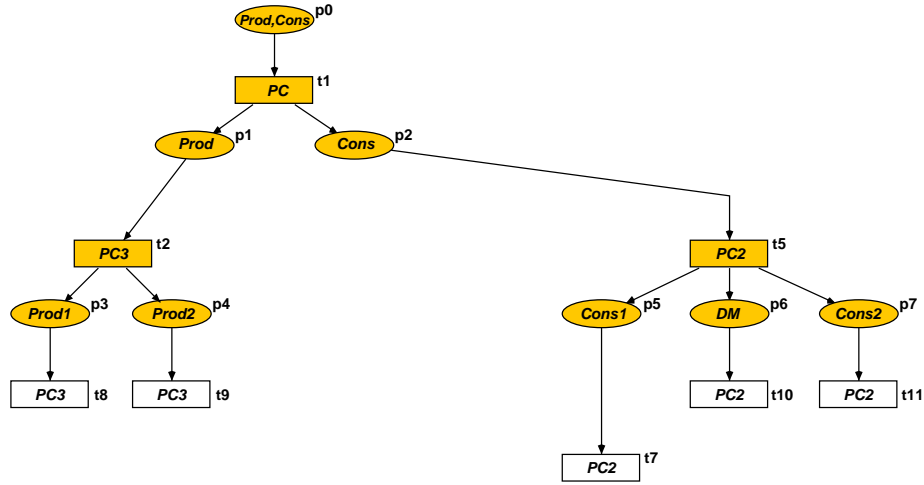 Prod,Cons p0
PC t1
Prod p1 Cons p2
PC3 t2 PC2 t5
Prod1 p3 Prod2 p4 Cons1 p5 DM p6 Cons2 p7
PC3 t8 PC3 t9 PC2 t10 PC2 t11
PC2 t7